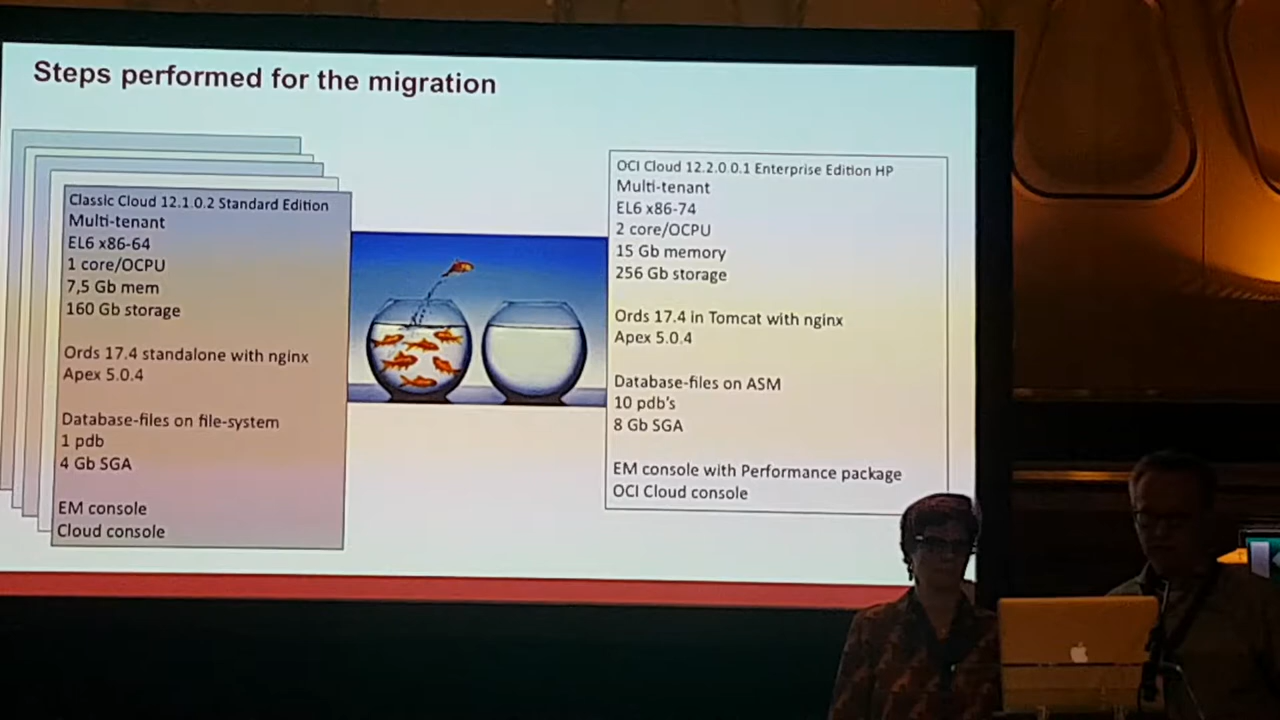 Steps performed for the migration
Classic Cloud 12.1.0.2 Standard Edition
Multi-tenant
EL6 x86-64
1 core/OCPU
7,5 Gb mem
160 Gb storage
Ords 17.4 standalone with nginx
Apex 5.0.4
Database-files on file-system
1 pdb
4 Gb SGA
EM console
Cloud console
OCI Cloud 12.2.0.0.1 Enterprise Edition HP
Multi-tenant
EL6 x86-74
2 core/OCPU
15 Gb memory
256 Gb storage
Ords 17.4 in Tomcat with nginx
Apex 5.0.4
Database-files on ASM
10 pdb's
8 Gb SGA
EM console with Performance package
OCI Cloud console